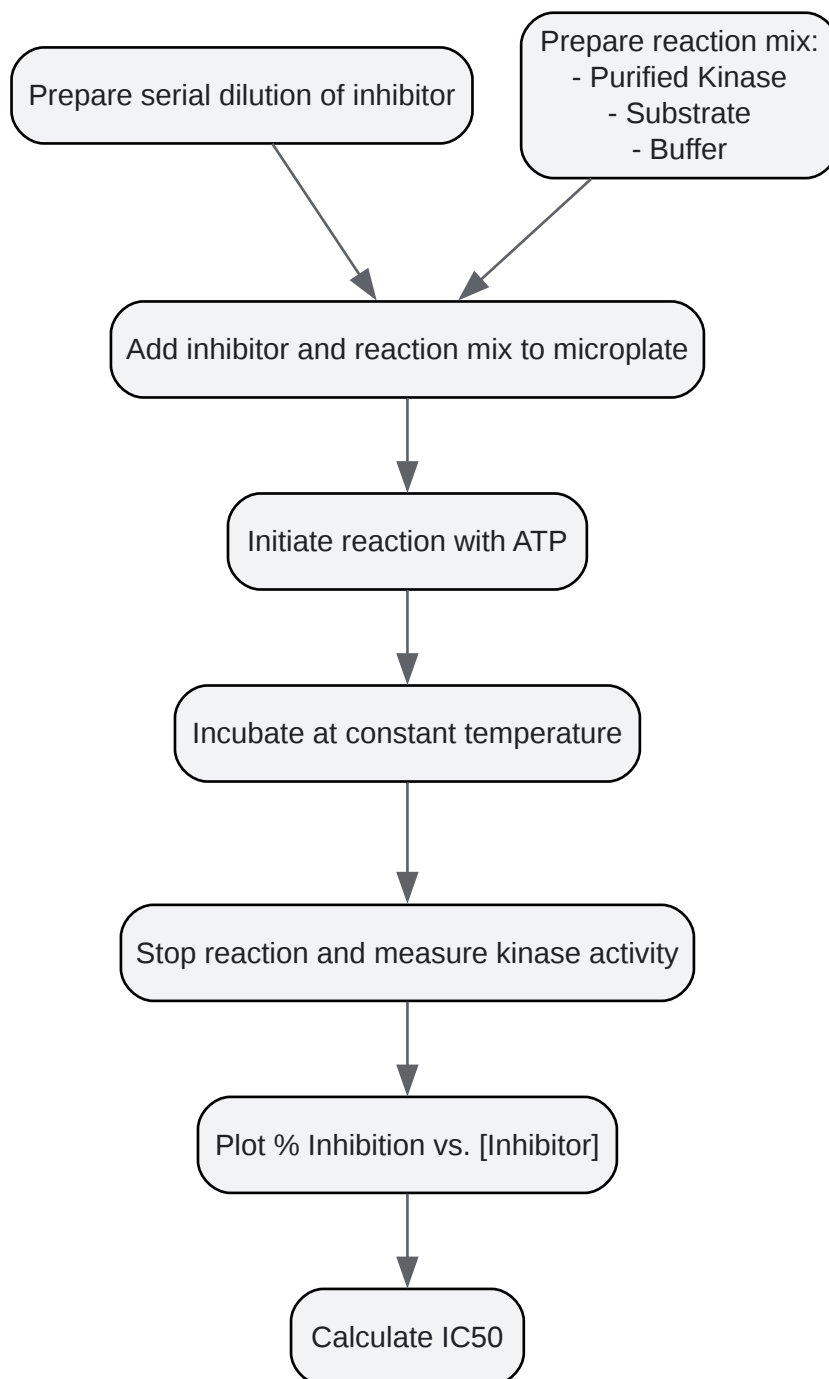 Prepare serial dilution of inhibitor
Prepare reaction mix:
- Purified Kinase
- Substrate
- Buffer
Add inhibitor and reaction mix to microplate
Initiate reaction with ATP
Incubate at constant temperature
Stop reaction and measure kinase activity
Plot % Inhibition vs. [Inhibitor]
Calculate IC50